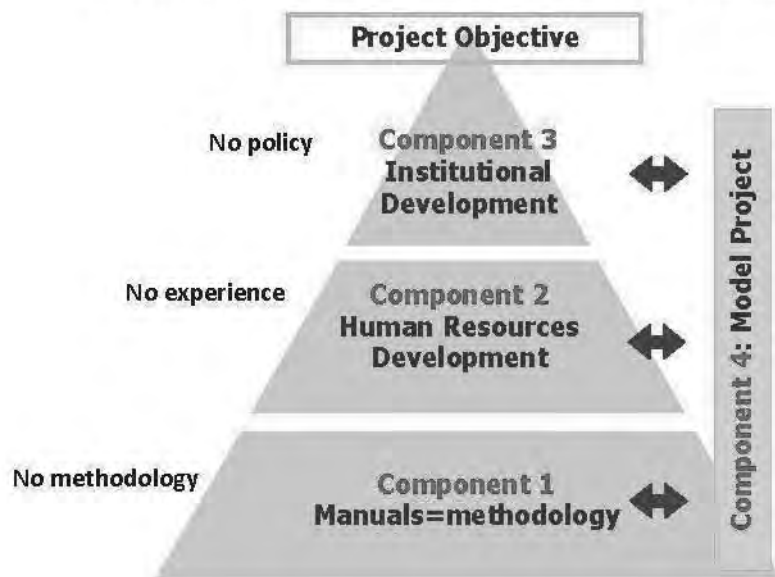 Project Objective
No policy
Component 3
Institutional
Development
No experience
Component 2
Human Resources
Development
No methodology
Component 1
Manuals=methodology
Component 4: Model Project